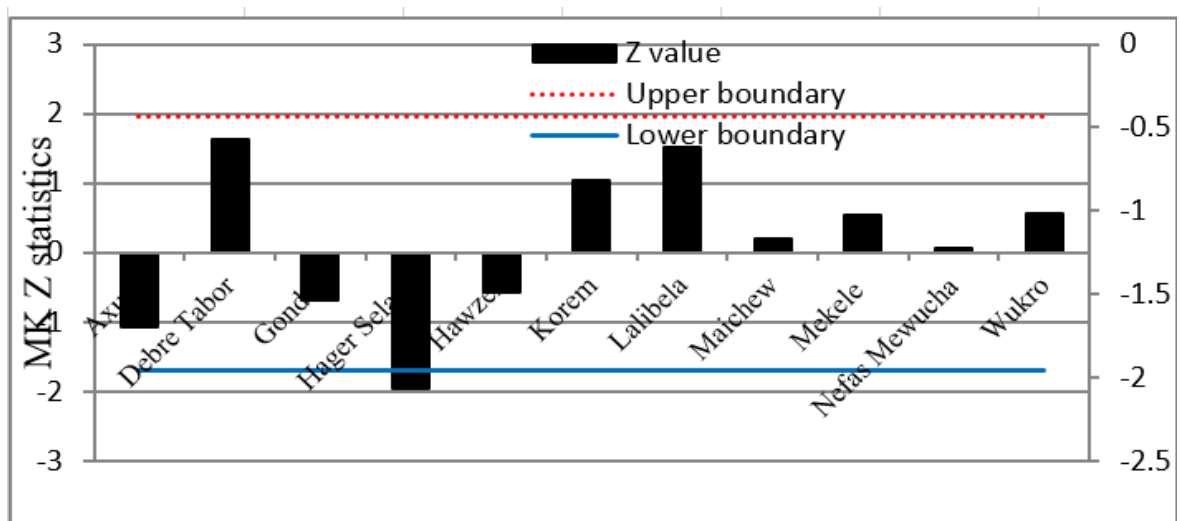 3
2
1
0
-1
-2
-3
MK Z statistics
Z value
Upper boundary
Lower boundary
0
-0.5
-1
-1.5
-2
-2.5
Debre Tabor
Hager
Korem
Lalibela
Maichew
Mekele
Nefas Mewucha
Wukro